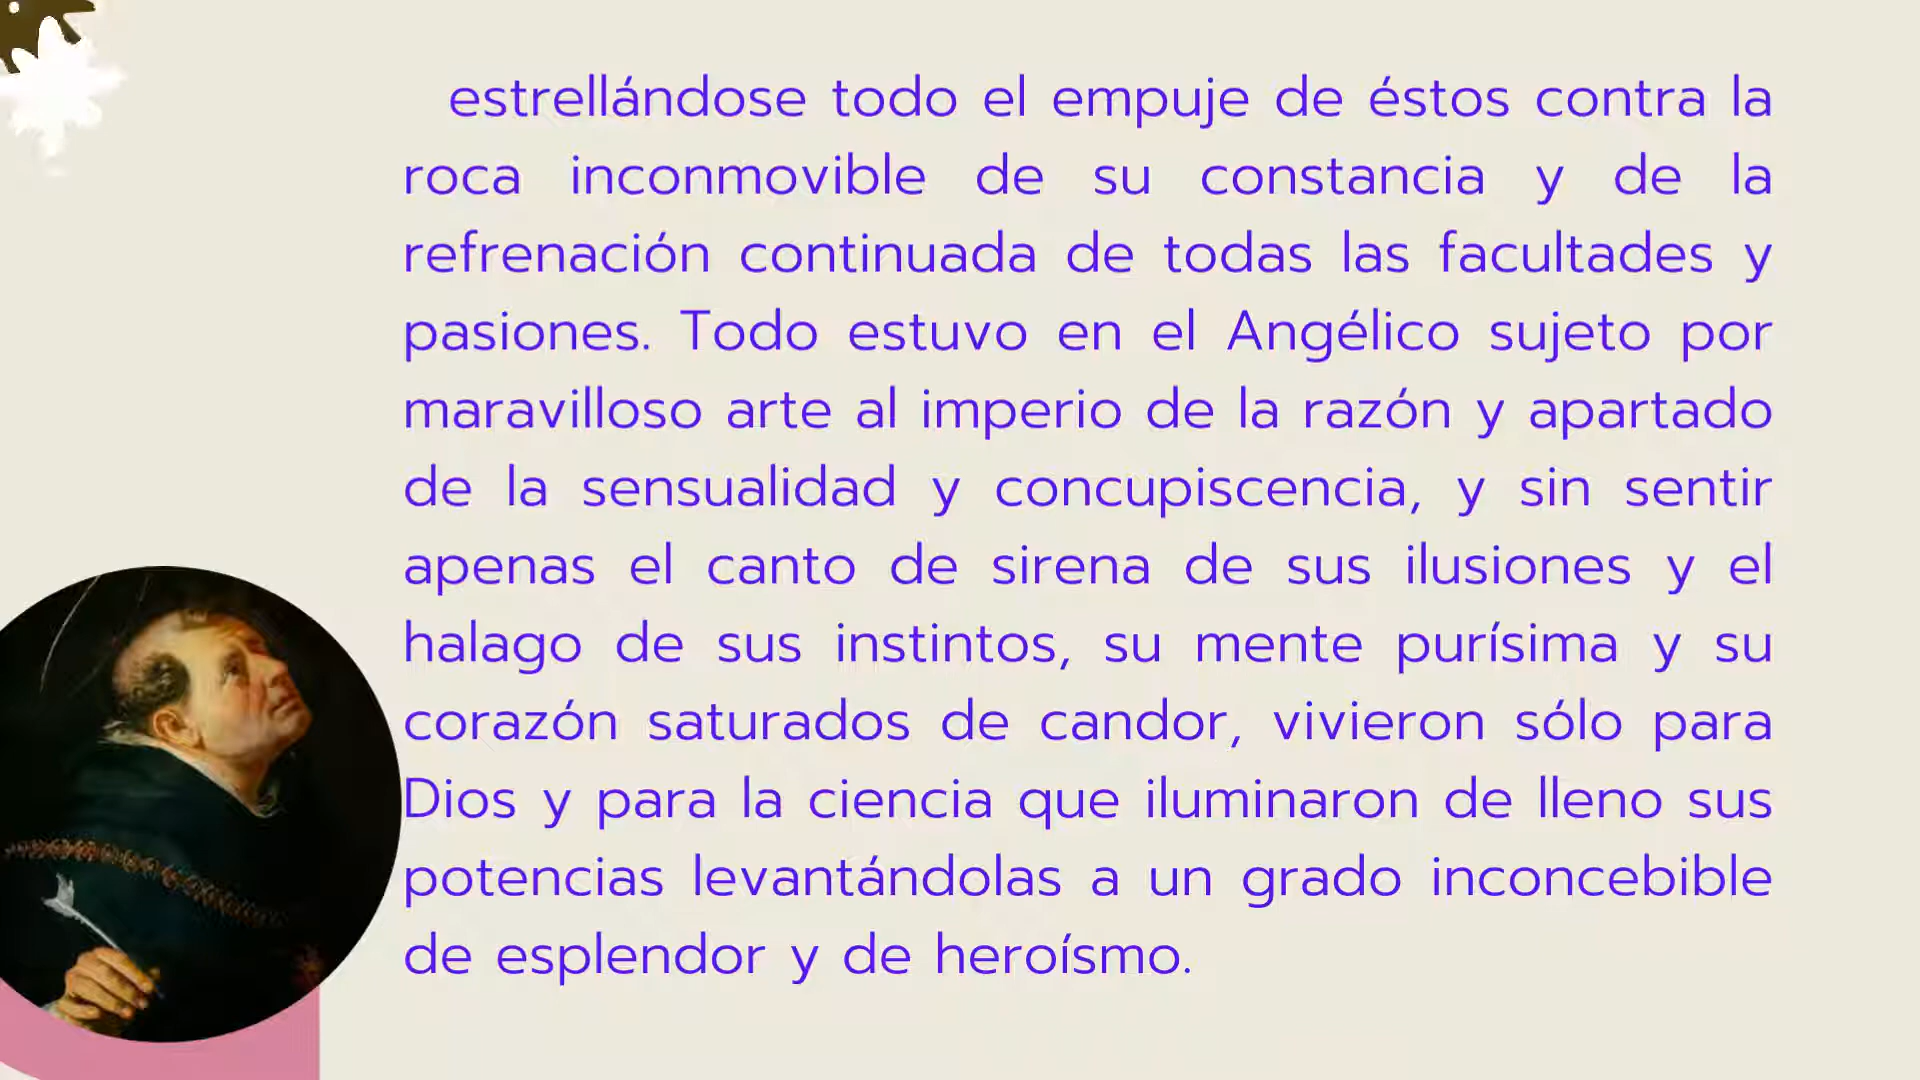 estrellándose todo el empuje de éstos contra la
roca inconmovible de su constancia y de la
refrenación continuada de todas las facultades y
pasiones. Todo estuvo en el Angélico sujeto por
maravilloso arte al imperio de la razón y apartado
de la sensualidad y concupiscencia, y sin sentir
apenas el canto de sirena de sus ilusiones y el
halago de sus instintos, su mente purísima y su
corazón saturados de candor, vivieron sólo para
Dios y para la ciencia que iluminaron de lleno sus
potencias levantándolas a un grado inconcebible
de esplendor y de heroísmo.